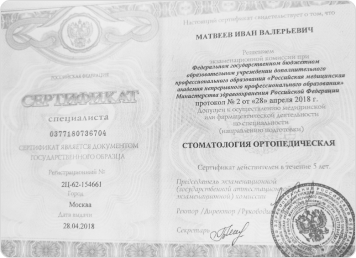 РОССИЙСКАЯ ФЕДЕРАЦИЯ
СЕРТИФИКАТ
специалиста
0377180736704
СЕРТИФИКАТ ЯВЛЯЕТСЯ ДОКУМЕНТОМ
ГОСУДАРСТВЕННОГО ОБРАЗЦА
Регистрационный №
2Ц-62-154661
Город
Москва
Дата выдачи
28.04.2018
Настоящий сертификат свидетельствует о том, что
МАТВЕЕВ ИВАН ВАЛЕРЬЕВИЧ
Решением
экзаменационной комиссии при
Федеральном государственном бюджетном
образовательном учреждении дополнительного
профессионального образования «Российская медицинская
академия непрерывного профессионального образования»
Министерства здравоохранения Российской Федерации
протокол № 2 от «28» апреля 2018 г.
Допущен к осуществлению медицинской
или фармацевтической деятельности
по специальности
(направлению подготовки)
СТОМАТОЛОГИЯ ОРТОПЕДИЧЕСКАЯ
Сертификат действителен в течение 5 лет.
Председатель экзаменационной
(государственной аттестационной
экзаменационной) комиссии
Ректор /Директор /Руководитель
Секретарь